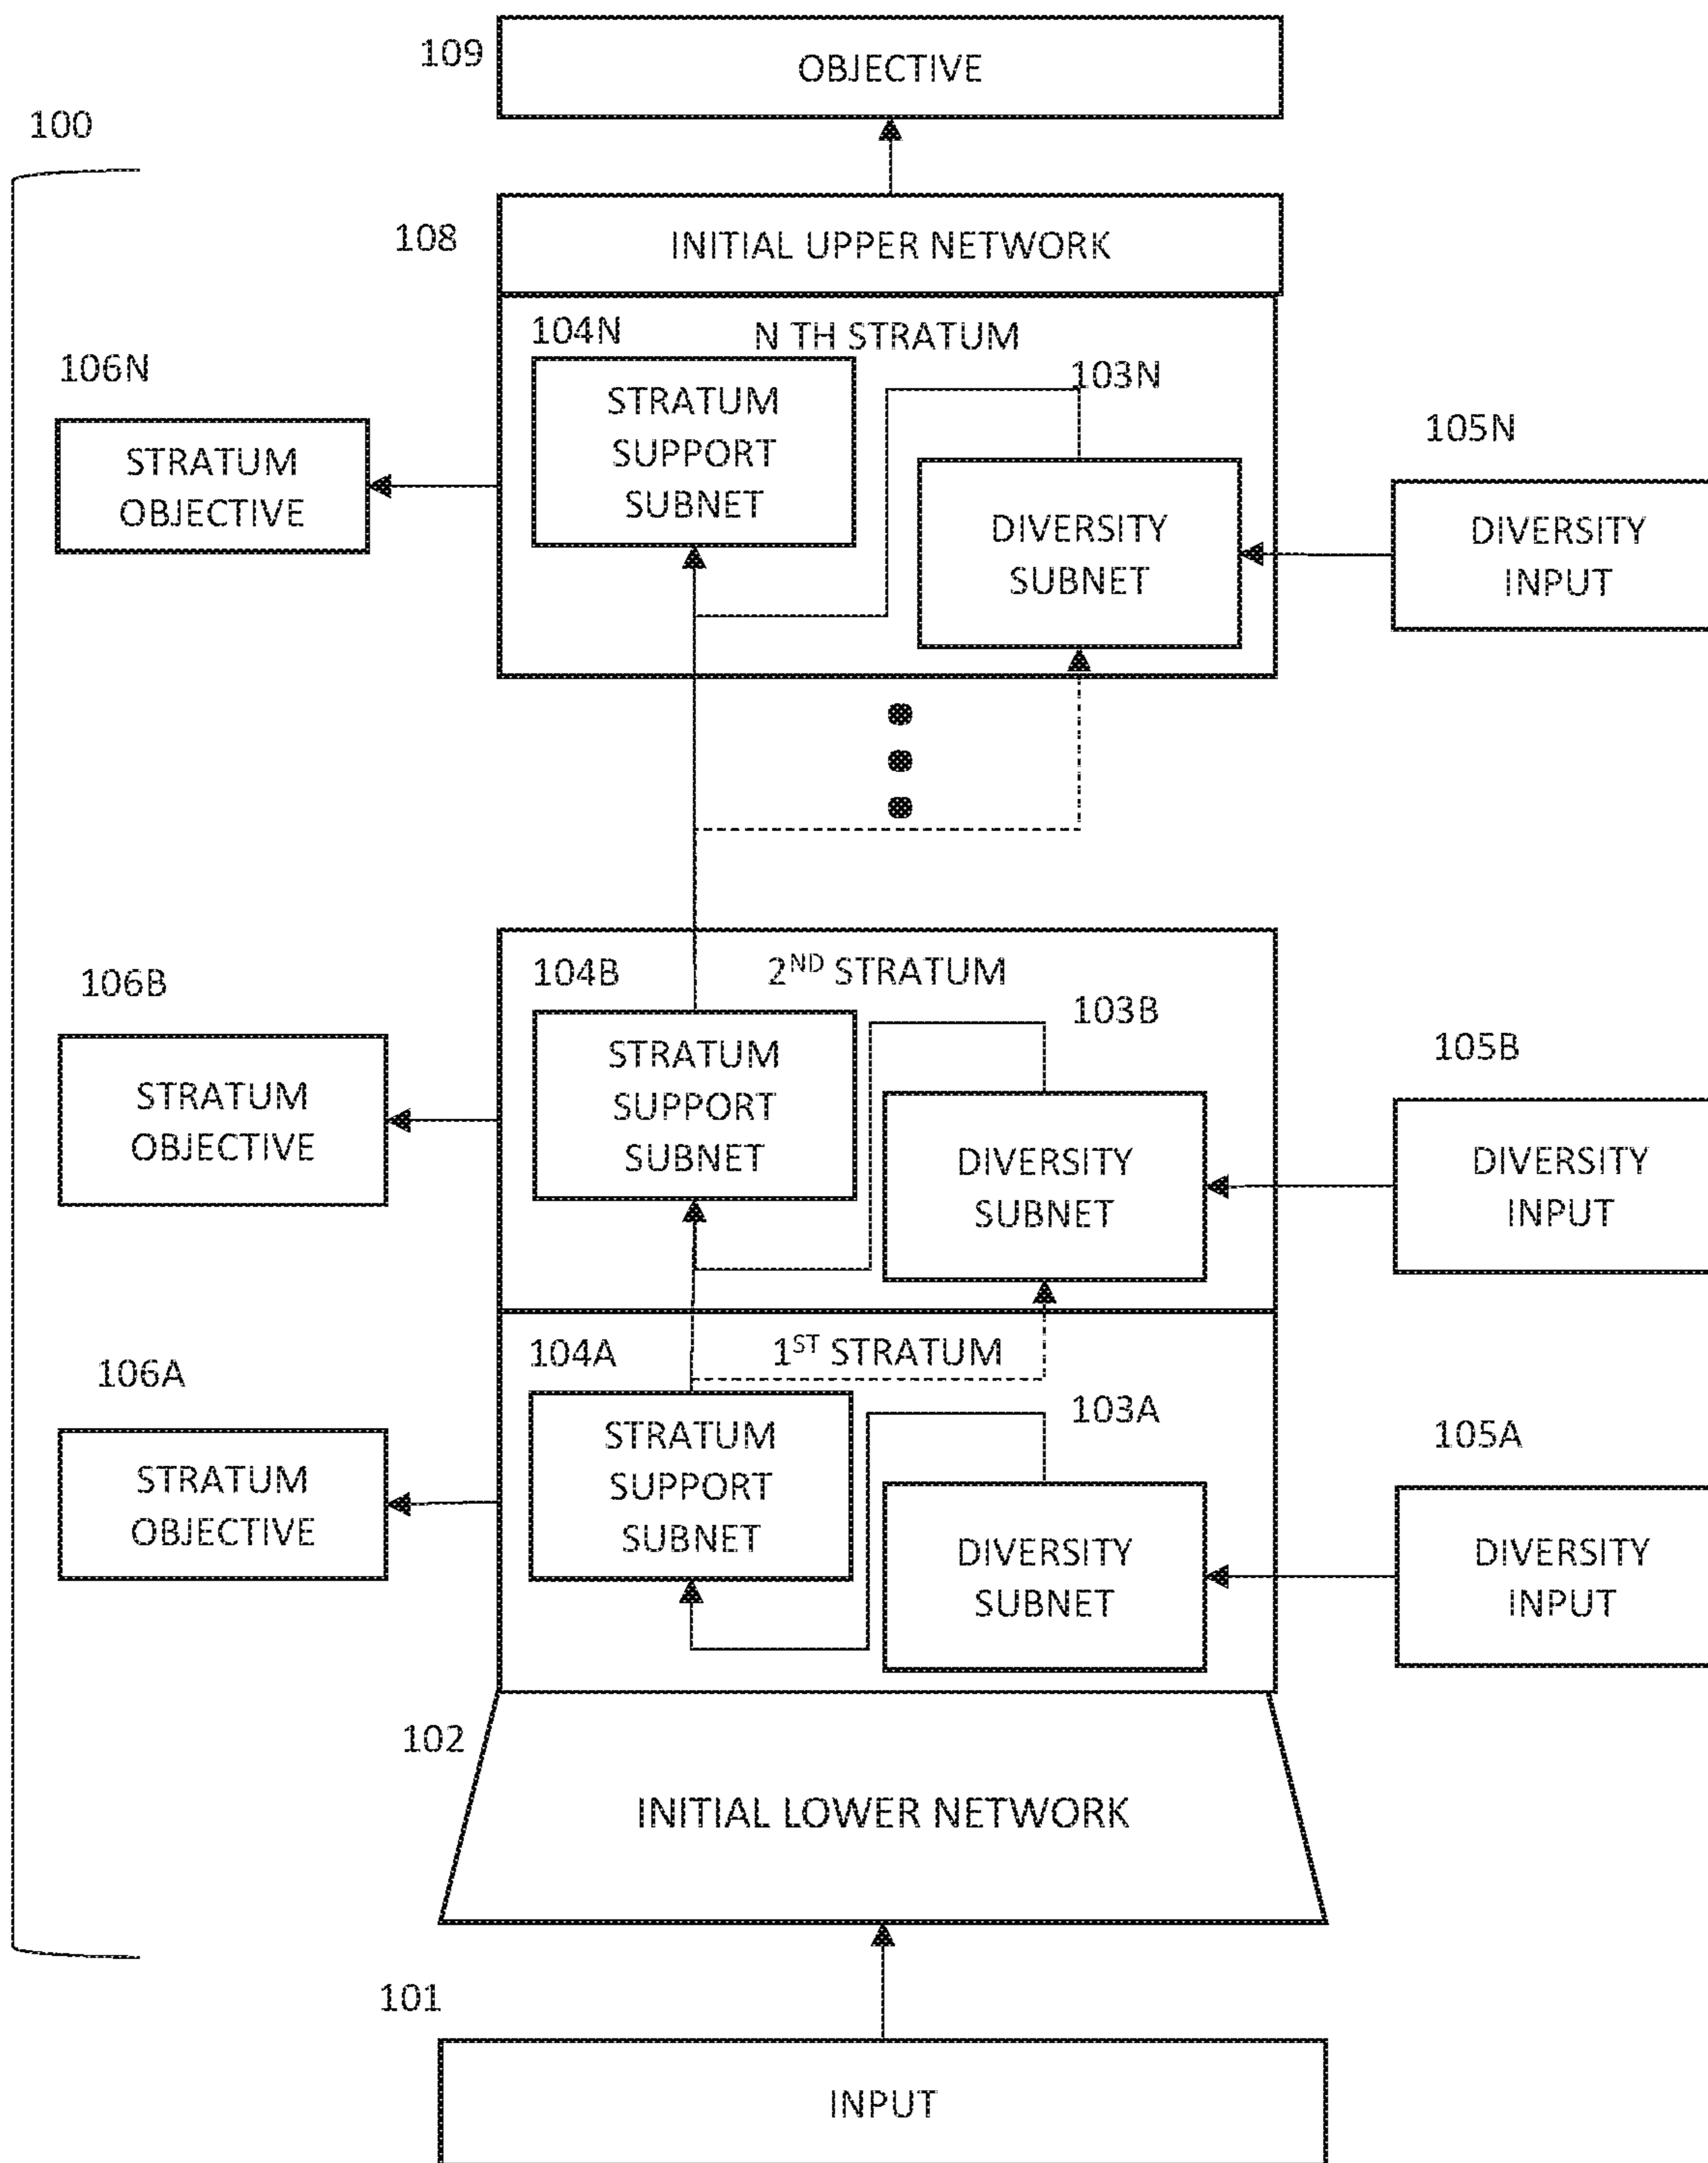 109
OBJECTIVE
100
108
INITIAL UPPER NETWORK
104N
N TH STRATUM
106N
103N
STRATUM
SUPPORT
SUBNET
105N
STRATUM
OBJECTIVE
DIVERSITY
SUBNET
DIVERSITY
INPUT
104B
2ND STRATUM
106B
103B
STRATUM
SUPPORT
SUBNET
105B
STRATUM
OBJECTIVE
DIVERSITY
SUBNET
DIVERSITY
INPUT
104A
1ST STRATUM
106A
103A
STRATUM
SUPPORT
SUBNET
105A
STRATUM
OBJECTIVE
DIVERSITY
SUBNET
DIVERSITY
INPUT
102
INITIAL LOWER NETWORK
101
INPUT